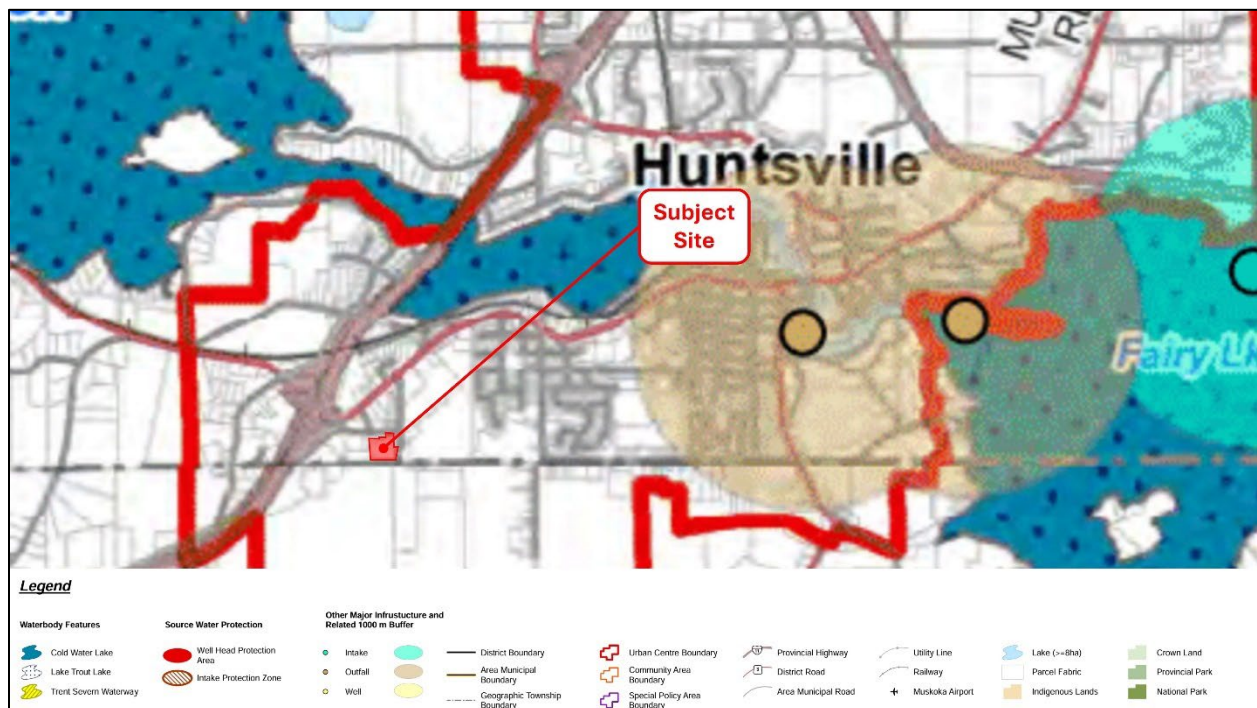 MU
RE
Huntsville
Subject
Site
Fairy L
Legend
Waterbody Features
Cold Water Lake
Lake Trout Lake
Trent Severn Waterway
Source Water Protection
Well Head Protection
Area
Intake Protection Zone
Other Major Infrustucture and
Related 1000 m Buffer
Intake
Outfall
Well
District Boundary
Area Municipal
Boundary
Geographic Township
Boundary
Urban Centre Boundary
Community Area
Boundary
Special Policy Area
Boundary
Provincial Highway
District Road
Area Municipal Road
Utility Line
Railway
Muskoka Airport
Lake (>=8ha)
Parcel Fabric
Indigenous Lands
Crown Land
Provincial Park
National Park